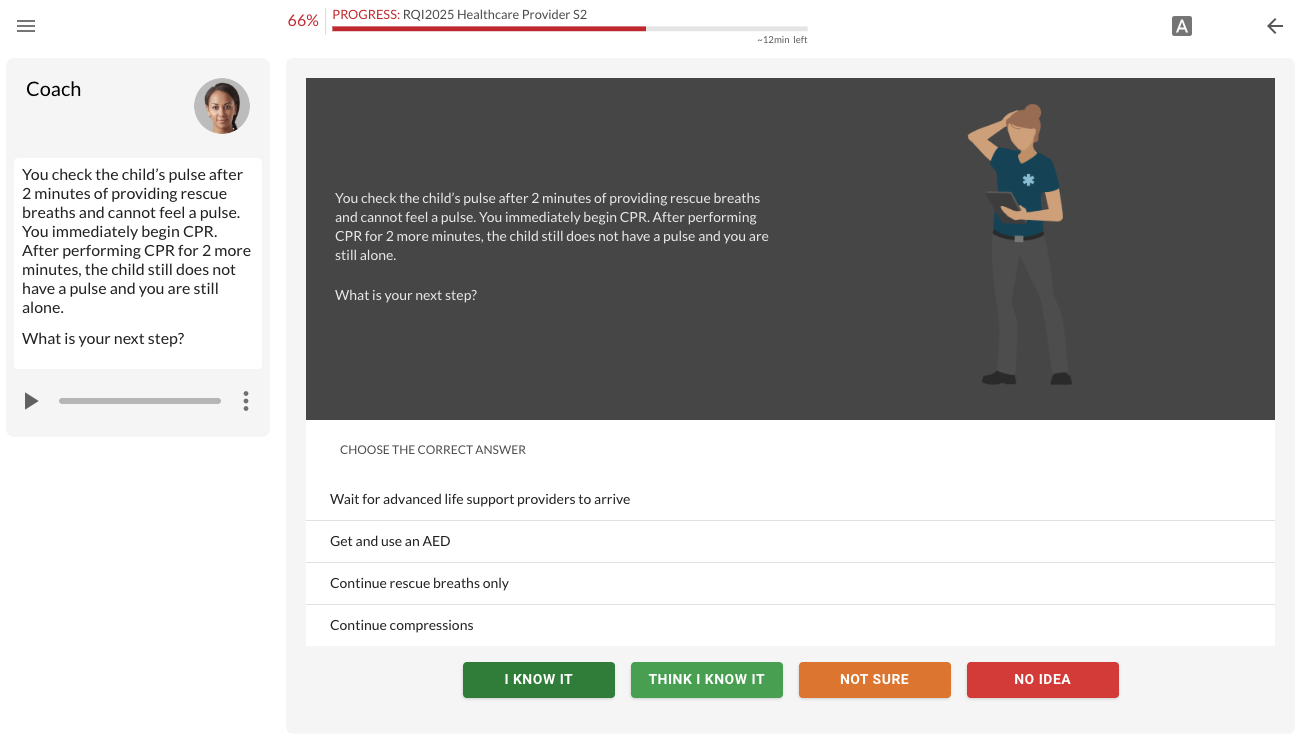 66%
PROGRESS: RQI2025 Healthcare Provider S2
~12min left
A
Coach
You check the child’s pulse after
2 minutes of providing rescue
breaths and cannot feel a pulse.
You immediately begin CPR.
After performing CPR for 2 more
minutes, the child still does not
have a pulse and you are still
alone.
What is your next step?
You check the child’s pulse after 2 minutes of providing rescue breaths
and cannot feel a pulse. You immediately begin CPR. After performing
CPR for 2 more minutes, the child still does not have a pulse and you are
still alone.
What is your next step?
CHOOSE THE CORRECT ANSWER
Wait for advanced life support providers to arrive
Get and use an AED
Continue rescue breaths only
Continue compressions
I KNOW IT
THINK I KNOW IT
NOT SURE
NO IDEA